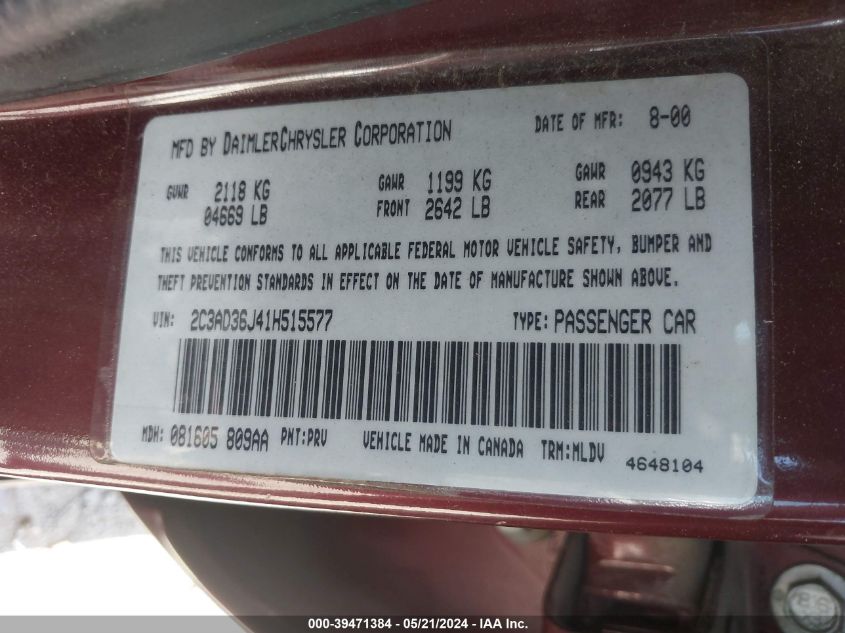 MFD BY DAIMLERCHRYSLER CORPORATION DATE OF MFR: 8-00
GVWR 2118 KG GAWR 1199 KG GAWR 0943 KG
04669 LB FRONT 2642 LB REAR 2077 LB
THIS VEHICLE CONFORMS TO ALL APPLICABLE FEDERAL MOTOR VEHICLE SAFETY, BUMPER AND
THEFT PREVENTION STANDARDS IN EFFECT ON THE DATE OF MANUFACTURE SHOWN ABOVE.
VIN: 2C3AD36J41H515577 TYPE: PASSENGER CAR
MDH: 081605 809AA PNT:PRV VEHICLE MADE IN CANADA TRM:MLDV 4648104
000-39471384 / 05/21/2024 - IAA Inc.